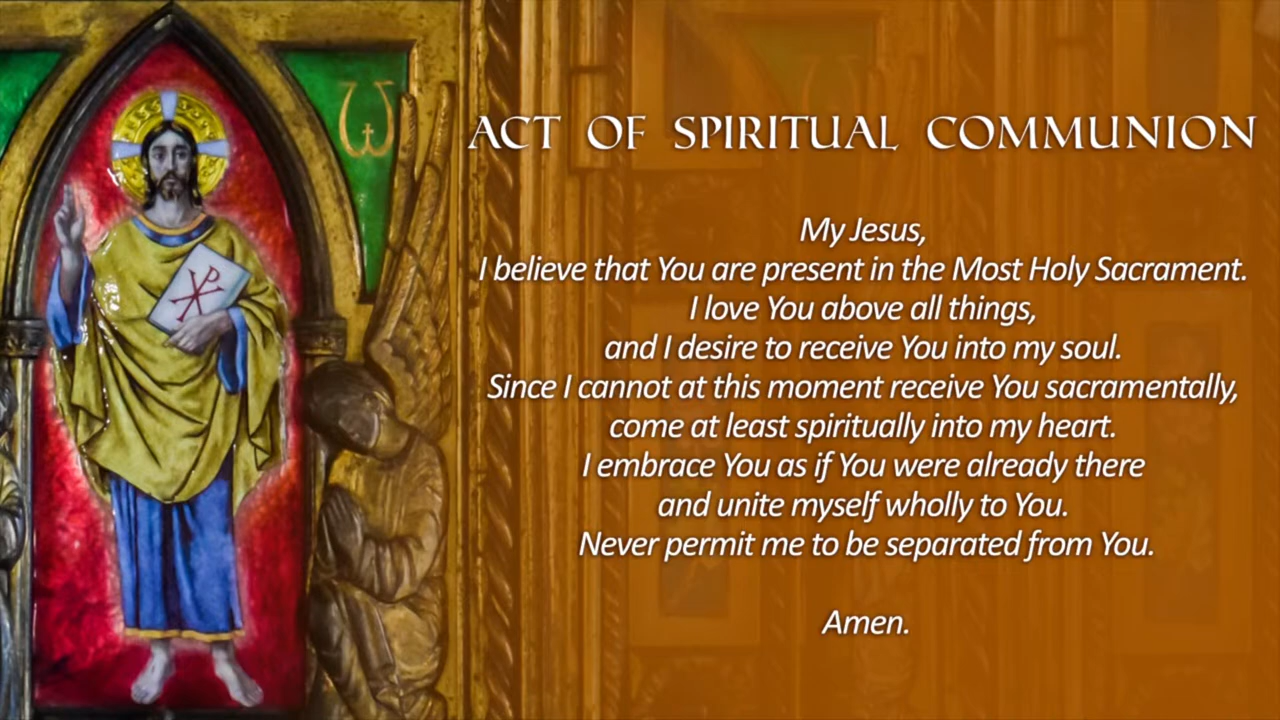 ω
ACT OF SPIRITUAL COMMUNION
My Jesus,
I believe that You are present in the Most Holy Sacrament.
I love You above all things,
and I desire to receive You into my soul.
Since I cannot at this moment receive You sacramentally,
come at least spiritually into my heart.
I embrace You as if You were already there
and unite myself wholly to You.
Never permit me to be separated from You.
Amen.